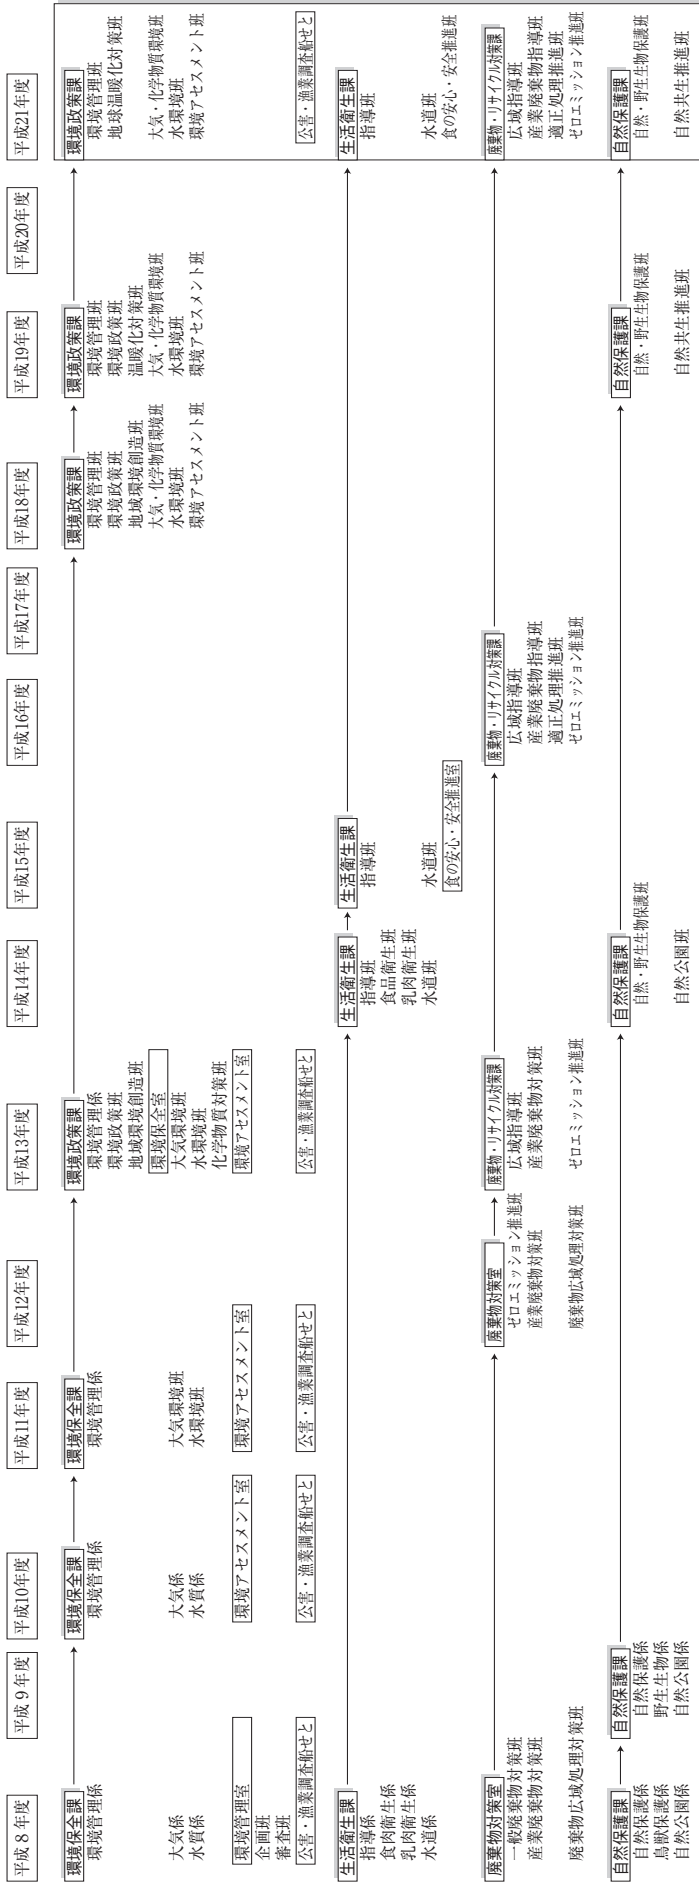 平成８年度
平成９年度
平成10年度
平成11年度
平成12年度
平成13年度
平成14年度
平成15年度
平成16年度
平成17年度
平成18年度
平成19年度
平成20年度
平成21年度
環境保全課
環境管理係
大気係
水質係
環境管理室
企画班
審査班
公害・漁業調査船せと
環境保全課
環境管理係
大気係
水質係
環境アセスメント室
公害・漁業調査船せと
環境保全課
環境管理係
大気環境班
水環境班
環境アセスメント室
公害・漁業調査船せと
環境政策課
環境管理係
環境政策班
地域環境創造班
環境保全室
大気環境班
水環境班
化学物質対策班
環境アセスメント室
公害・漁業調査船せと
環境政策課
環境管理班
環境政策班
地域環境創造班
大気・化学物質環境班
水環境班
環境アセスメント班
環境政策課
環境管理班
環境政策班
温暖化対策班
大気・化学物質環境班
水環境班
環境アセスメント班
環境政策課
環境管理班
地球温暖化対策班
大気・化学物質環境班
水環境班
環境アセスメント班
公害・漁業調査船せと
生活衛生課
指導係
食肉衛生係
乳肉衛生係
水道係
生活衛生課
指導班
食品衛生班
乳肉衛生班
水道班
生活衛生課
指導班
水道班
食の安心・安全推進室
生活衛生課
指導班
水道班
食の安心・安全推進班
廃棄物対策室
一般廃棄物対策班
産業廃棄物対策班
廃棄物広域処理対策班
廃棄物対策室
ゼロエミッション推進班
産業廃棄物対策班
廃棄物広域処理対策班
廃棄物・リサイクル対策課
広域指導班
産業廃棄物対策班
ゼロエミッション推進班
廃棄物・リサイクル対策課
広域指導班
産業廃棄物指導班
適正処理推進班
ゼロエミッション推進班
廃棄物・リサイクル対策課
広域指導班
産業廃棄物指導班
適正処理推進班
ゼロエミッション推進班
自然保護課
自然保護係
鳥獣保護係
自然公園係
自然保護課
自然保護係
野生生物係
自然公園係
自然保護課
自然・野生生物保護班
自然公園班
自然保護課
自然・野生生物保護班
自然共生推進班
自然保護課
自然・野生生物保護班
自然共生推進班